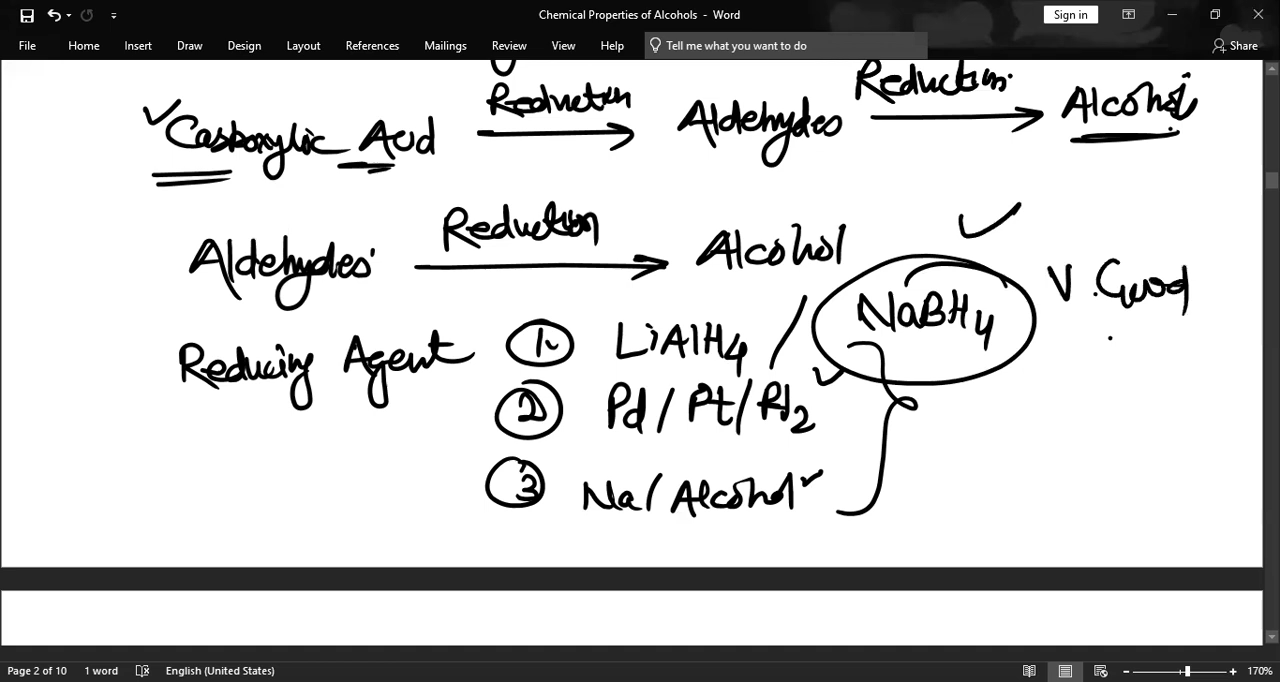 Chemical Properties of Alcohols - Word
Sign in
File Home Insert Draw Design Layout References Mailings Review View Help Tell me what you want to do Share
Carboxylic Acid Reduction Aldehydes Reduction Alcohol
Aldehydes Reduction Alcohol
Reducing Agent 1. LiAlH4 / NaBH4 V. Good
2 Pd / Pt / H2
3 Na / Alcohol
Page 2 of 10 1 word English (United States) 170%